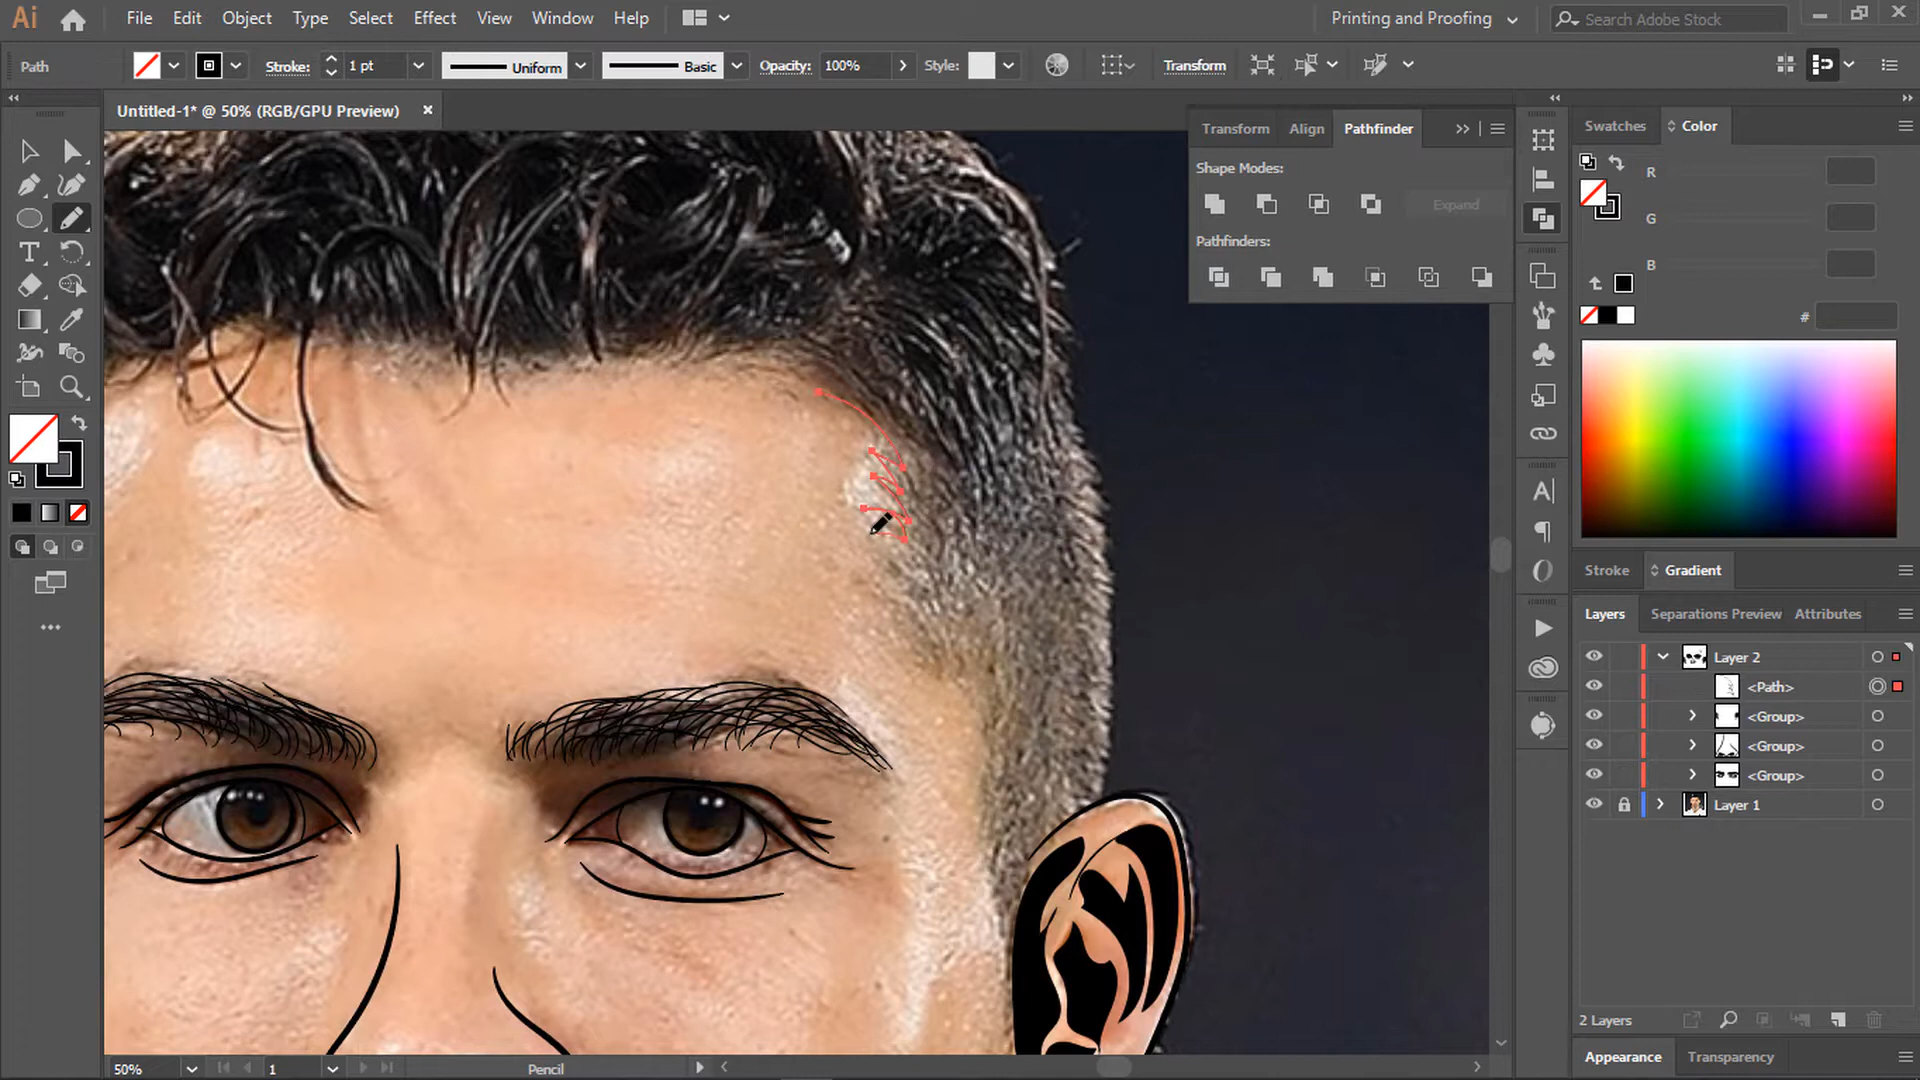 Ai File Edit Object Type Select Effect View Window Help Printing and Proofing Search Adobe Stock
Path Stroke: 1 pt Uniform Basic Opacity: 100% Style: Transform
Untitled-1* @ 50% (RGB/GPU Preview) ×
Transform Align Pathfinder
Shape Modes:
Expand
Pathfinders:
Swatches Color
R
G
B
#
Stroke Gradient
Layers Separations Preview Attributes
Layer 2
<Path>
<Group>
<Group>
<Group>
Layer 1
2 Layers
Appearance Transparency
50% 1 Pencil